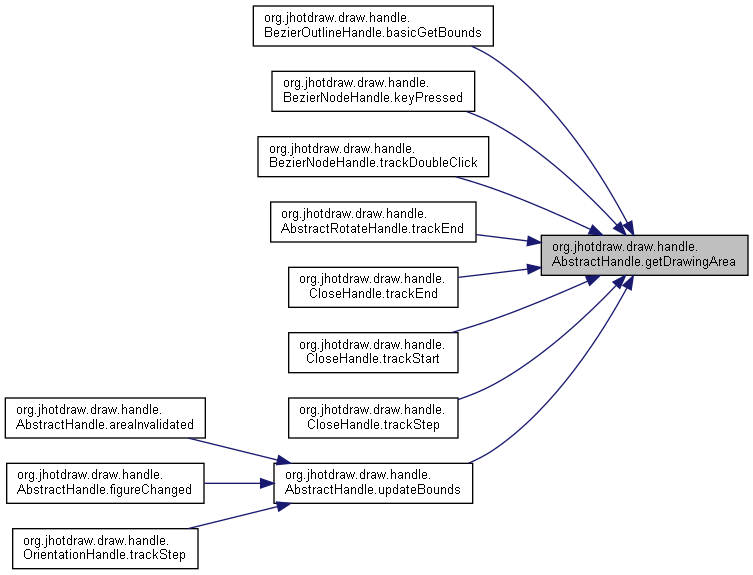 org.jhotdraw.draw.handle.
BezierOutlineHandle.basicGetBounds
org.jhotdraw.draw.handle.
BezierNodeHandle.keyPressed
org.jhotdraw.draw.handle.
BezierNodeHandle.trackDoubleClick
org.jhotdraw.draw.handle.
AbstractRotateHandle.trackEnd
org.jhotdraw.draw.handle.
AbstractHandle.getDrawingArea
org.jhotdraw.draw.handle.
CloseHandle.trackEnd
org.jhotdraw.draw.handle.
CloseHandle.trackStart
org.jhotdraw.draw.handle.
CloseHandle.trackStep
org.jhotdraw.draw.handle.
AbstractHandle.areaInvalidated
org.jhotdraw.draw.handle.
AbstractHandle.figureChanged
org.jhotdraw.draw.handle.
AbstractHandle.updateBounds
org.jhotdraw.draw.handle.
OrientationHandle.trackStep